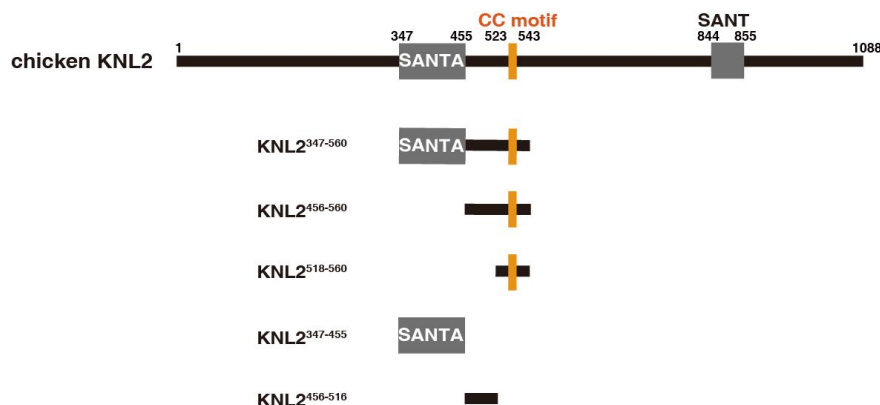 CC motif
SANT
347 455 523 543 844 855
1 1088
chicken KNL2 SANTA
KNL2347-560 SANTA
KNL2456-560
KNL2518-560
KNL2347-455 SANTA
KNL2456-516